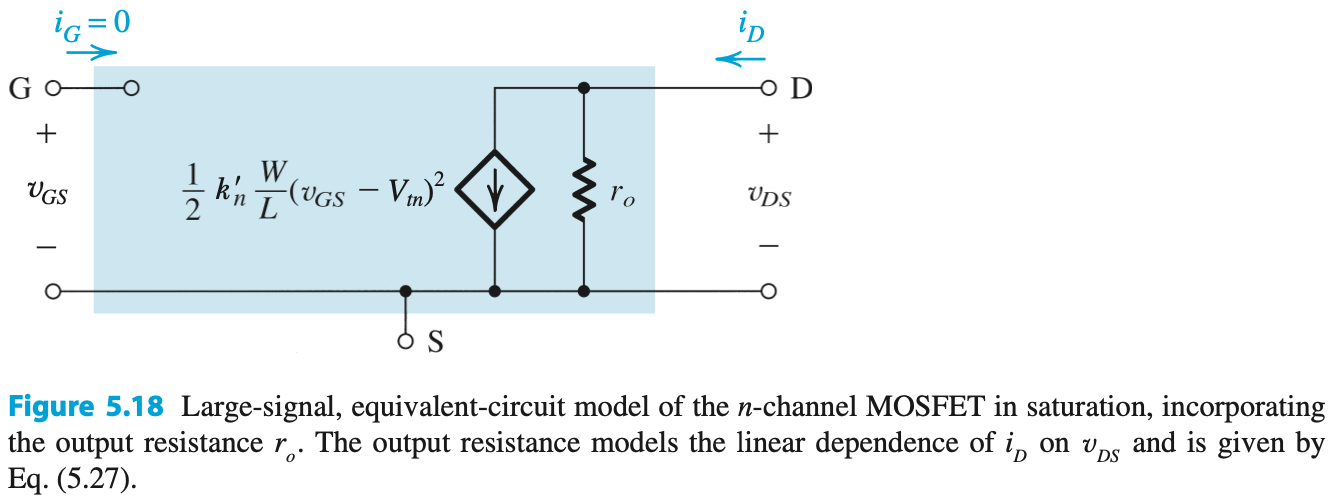 i_G = 0
i_D
G
D
+
+
½ k′_n W/L (v_GS − V_tn)²
v_GS
r_o
v_DS
−
−
S
Figure 5.18 Large-signal, equivalent-circuit model of the n-channel MOSFET in saturation, incorporating
the output resistance r_o. The output resistance models the linear dependence of i_D on v_DS and is given by
Eq. (5.27).